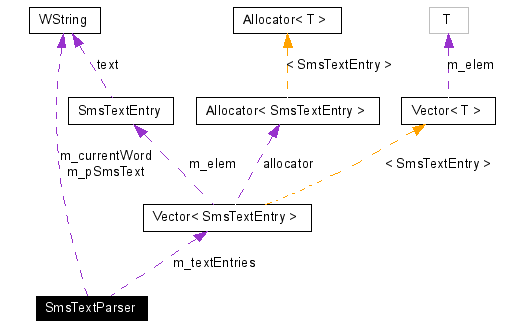 WString
Allocator< T >
T
text
< SmsTextEntry >
m_elem
SmsTextEntry
Allocator< SmsTextEntry >
Vector< T >
m_currentWord
m_pSmsText
m_elem
allocator
< SmsTextEntry >
Vector< SmsTextEntry >
m_textEntries
SmsTextParser